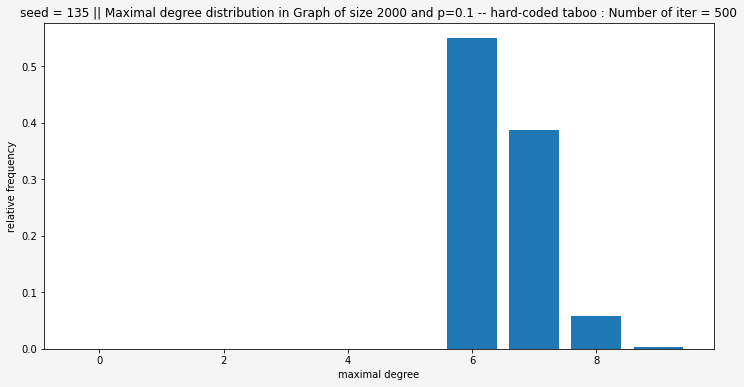 seed = 135 || Maximal degree distribution in Graph of size 2000 and p=0.1 -- hard-coded taboo : Number of iter = 500
0.5
0.4
0.3
0.2
0.1
0.0
relative frequency
0 2 4 6 8
maximal degree